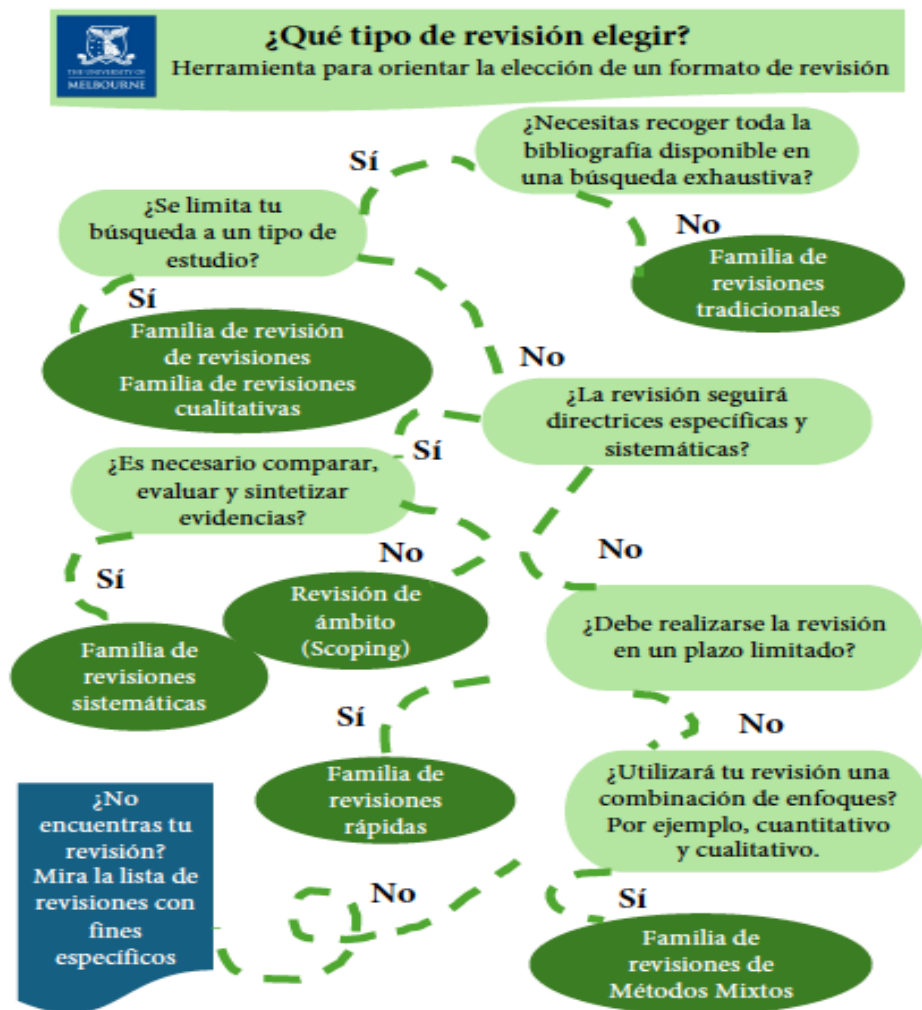 ¿Qué tipo de revisión elegir?
Herramienta para orientar la elección de un formato de revisión
THE UNIVERSITY OF
MELBOURNE
¿Necesitas recoger toda la
bibliografía disponible en
una búsqueda exhaustiva?
Sí
No
¿Se limita tu
búsqueda a un tipo de
estudio?
Familia de
revisiones
tradicionales
Sí
Familia de revisión
de revisiones
Familia de revisiones
cualitativas
No
¿La revisión seguirá
directrices específicas y
sistemáticas?
Sí
¿Es necesario comparar,
evaluar y sintetizar
evidencias?
No
No
Sí
Revisión de
ámbito
(Scoping)
Familia de
revisiones
sistemáticas
¿Debe realizarse la revisión
en un plazo limitado?
Sí
No
Familia de
revisiones
rápidas
¿Utilizará tu revisión una
combinación de enfoques?
Por ejemplo, cuantitativo
y cualitativo.
No
Sí
¿No
encuentras tu
revisión?
Mira la lista de
revisiones con
fines
específicos
Familia de
revisiones de
Métodos Mixtos